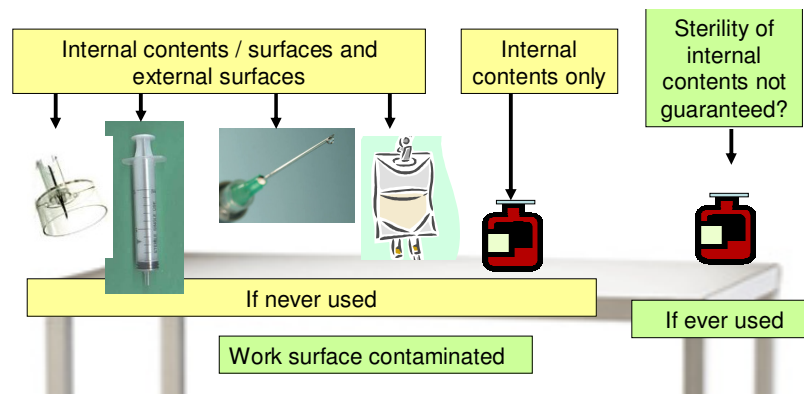 Internal contents / surfaces and
external surfaces
Internal
contents only
Sterility of
internal
contents not
guaranteed?
If never used
If ever used
Work surface contaminated